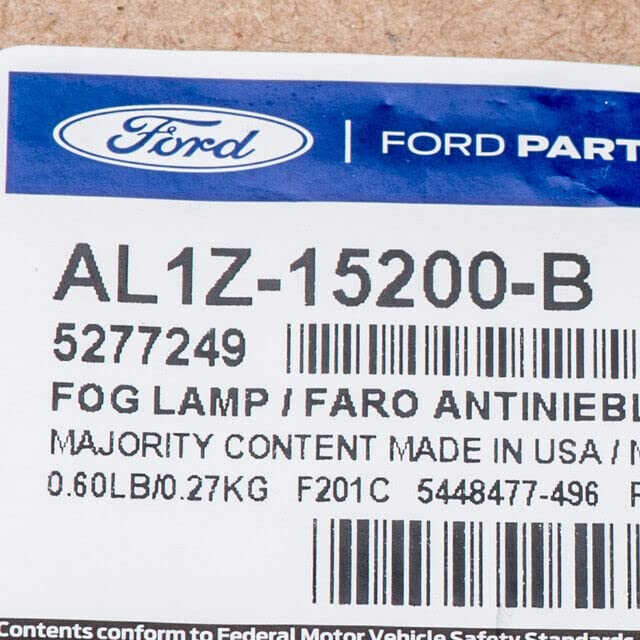 Ford | FORD PART
AL1Z-15200-B
5277249
FOG LAMP / FARO ANTINIEBL
MAJORITY CONTENT MADE IN USA /
0.60LB/0.27KG F201C 5448477-496
Contents conform to Federal Motor Vehicle Safety Standard